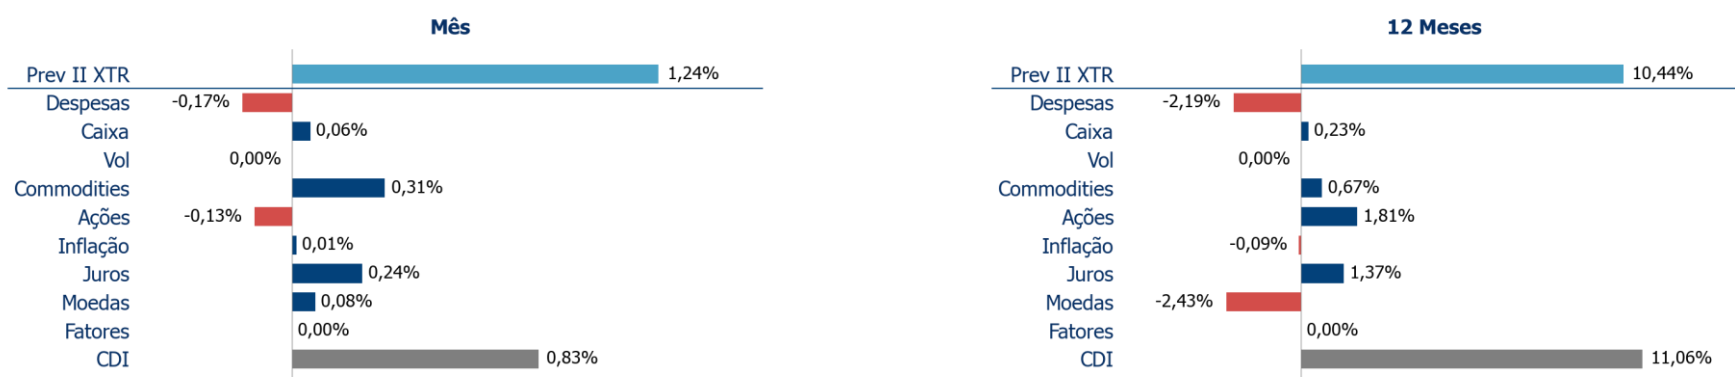 Mês
Prev II XTR 1,24%
Despesas -0,17%
Caixa 0,06%
Vol 0,00%
Commodities 0,31%
Ações -0,13%
Inflação 0,01%
Juros 0,24%
Moedas 0,08%
Fatores 0,00%
CDI 0,83%
12 Meses
Prev II XTR 10,44%
Despesas -2,19%
Caixa 0,23%
Vol 0,00%
Commodities 0,67%
Ações 1,81%
Inflação -0,09%
Juros 1,37%
Moedas -2,43%
Fatores 0,00%
CDI 11,06%